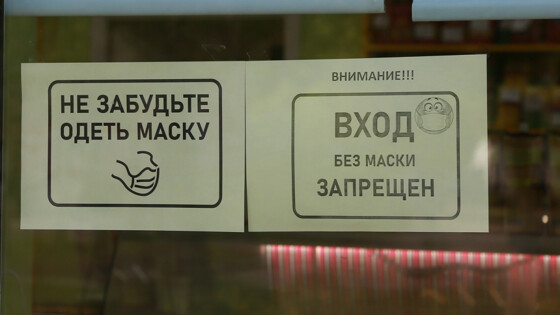 НЕ ЗАБУДЬТЕ
ОДЕТЬ МАСКУ
ВНИМАНИЕ!!!
ВХОД
БЕЗ МАСКИ
ЗАПРЕЩЕН